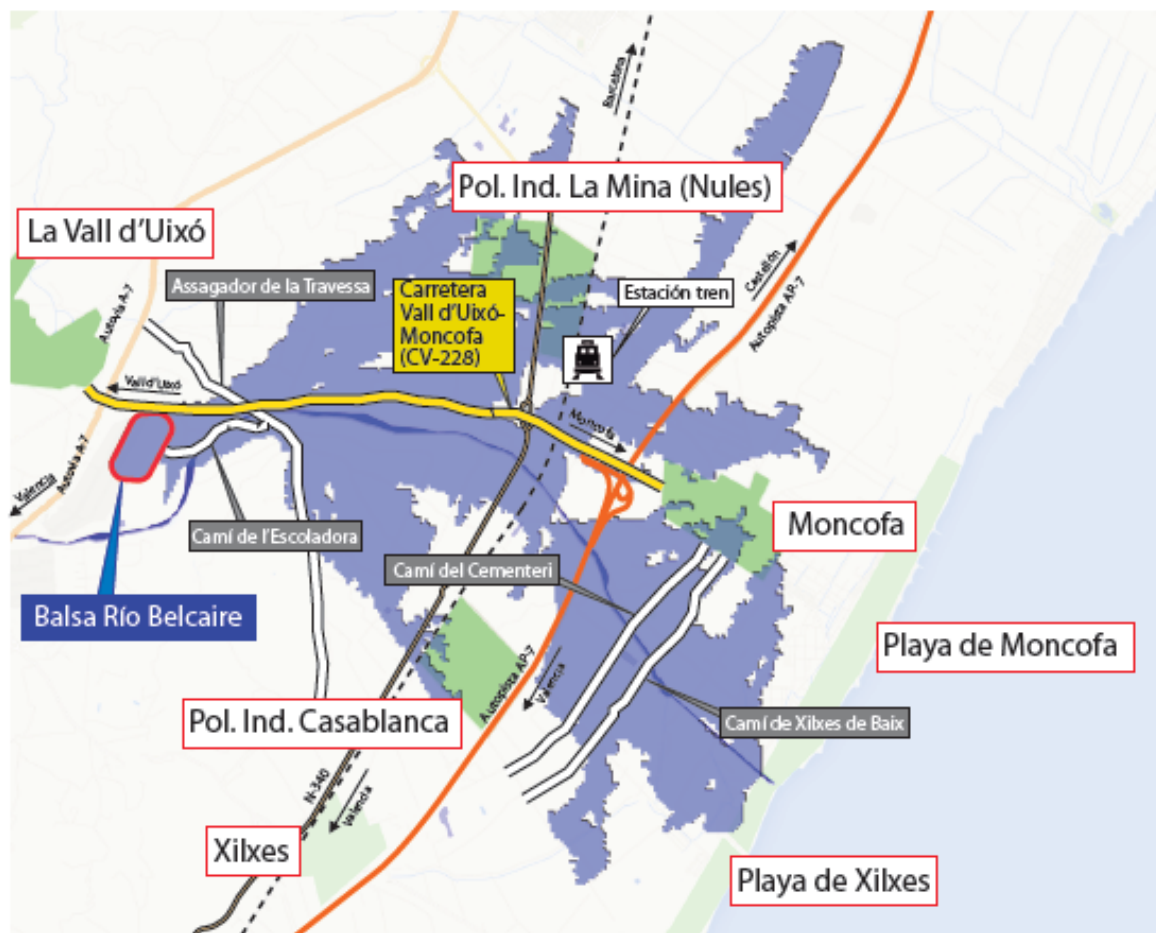 Barcelona
Pol. Ind. La Mina (Nules)
La Vall d'Uixó
Assagador de la Travessa
Carretera
Vall d'Uixó-
Moncofa
(CV-228)
Estación tren
Castellón
Autopista AP-7
Autovía A-7
Vall d'Uixó
Moncofa
Valencia
Autovía A-7
Camí de l'Escoladora
Moncofa
Camí del Cementeri
Balsa Río Belcaire
Playa de Moncofa
Autopista AP-7
Valencia
Pol. Ind. Casablanca
Camí de Xilxes de Baix
N-340
Valencia
Xilxes
Playa de Xilxes